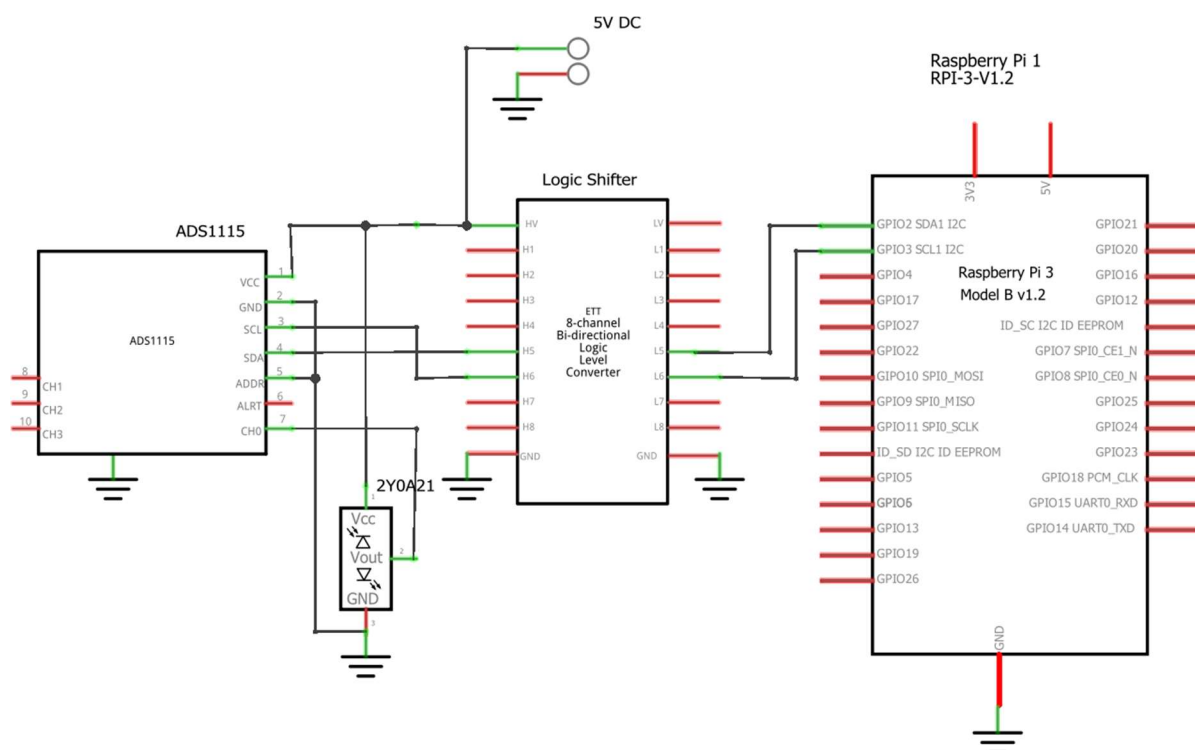 5V DC
Raspberry Pi 1
RPI-3-V1.2
Logic Shifter
ADS1115
VCC
1
GND
2
SCL
3
SDA
4
ADDR
5
ALRT
6
CH0
7
8
CH1
9
CH2
10
CH3
ADS1115
HV
H1
H2
H3
H4
H5
H6
H7
H8
GND
ETT
8-channel
Bi-directional
Logic
Level
Converter
LV
L1
L2
L3
L4
L5
L6
L7
L8
GND
2Y0A21
1
Vcc
Vout
2
GND
3
3V3
5V
GPIO2 SDA1 I2C
GPIO3 SCL1 I2C
GPIO4
GPIO17
GPIO27
GPIO22
GIPO10 SPI0_MOSI
GPIO9 SPI0_MISO
GPIO11 SPI0_SCLK
ID_SD I2C ID EEPROM
GPIO5
GPIO6
GPIO13
GPIO19
GPIO26
Raspberry Pi 3
Model B v1.2
GPIO21
GPIO20
GPIO16
GPIO12
ID_SC I2C ID EEPROM
GPIO7 SPI0_CE1_N
GPIO8 SPI0_CE0_N
GPIO25
GPIO24
GPIO23
GPIO18 PCM_CLK
GPIO15 UART0_RXD
GPIO14 UART0_TXD
GND